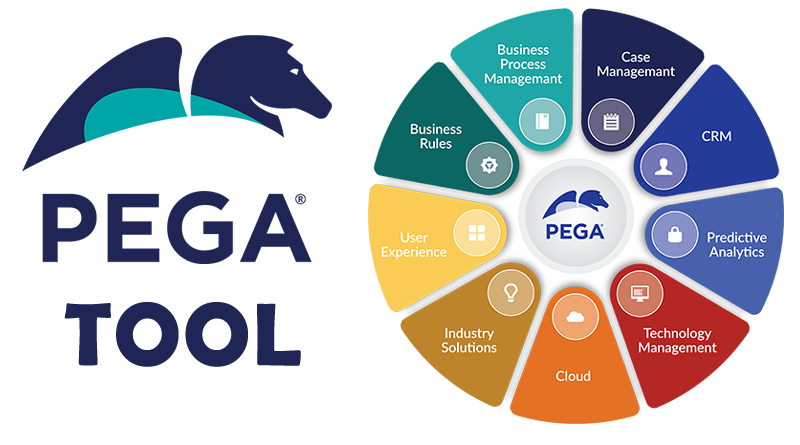 PEGA®
TOOL
Business
Process
Managemant
Case
Managemant
CRM
Predictive
Analytics
Technology
Management
Cloud
Industry
Solutions
User
Experience
Business
Rules
PEGA